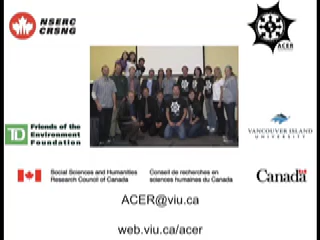 NSERC
CRSNG
ACER
TD Friends of the
Environment
Foundation
VANCOUVER ISLAND
UNIVERSITY
Social Sciences and Humanities
Research Council of Canada
Conseil de recherches en
sciences humaines du Canada
Canada
ACER@viu.ca
web.viu.ca/acer